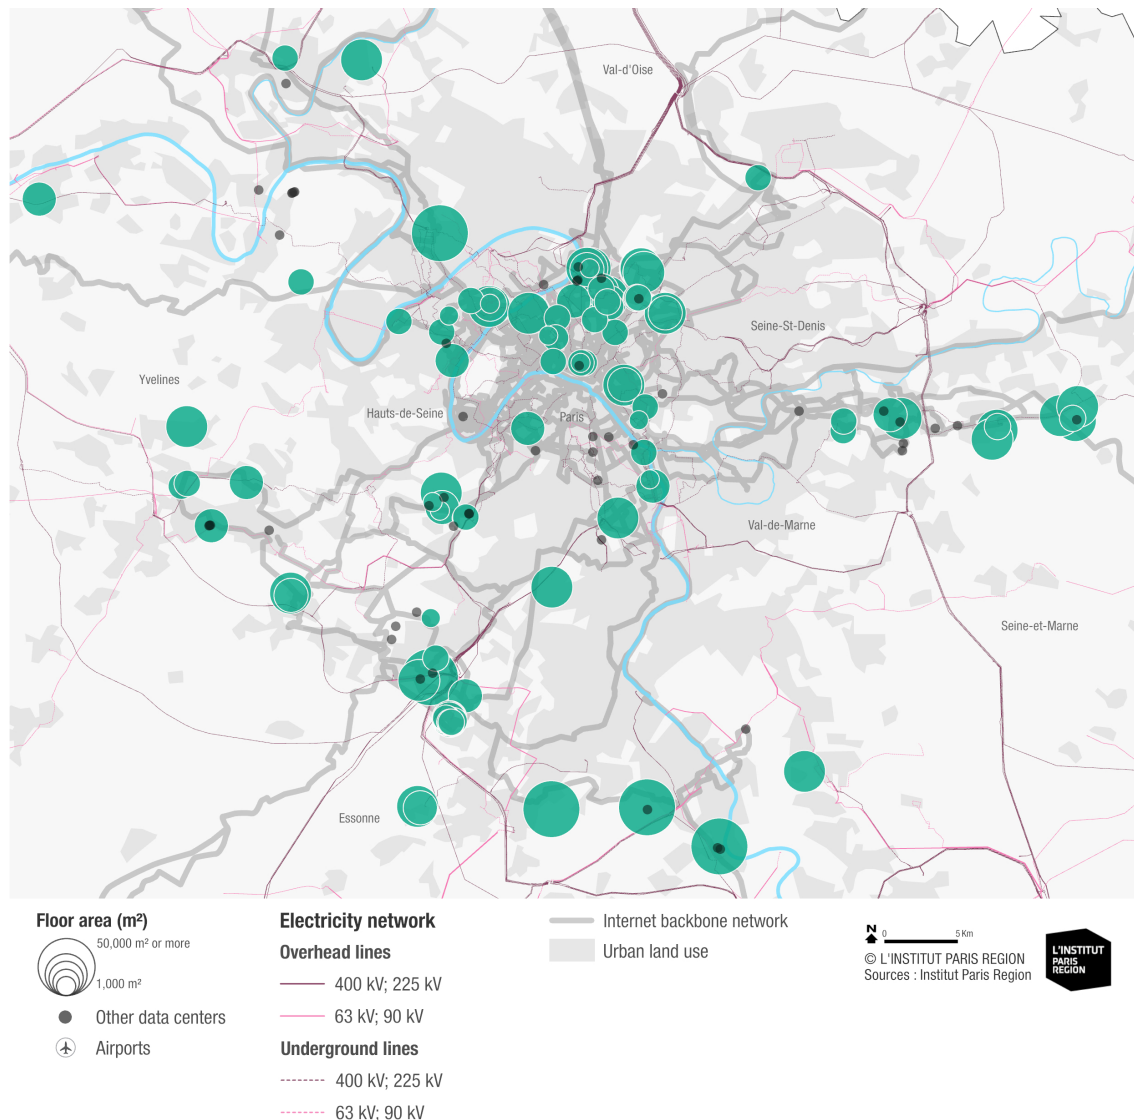 Val-d'Oise
Seine-St-Denis
Yvelines
Hauts-de-Seine
Paris
Val-de-Marne
Seine-et-Marne
Essonne
Floor area (m²)
50,000 m² or more
1,000 m²
Other data centers
Airports
Electricity network
Overhead lines
400 kV; 225 kV
63 kV; 90 kV
Underground lines
400 kV; 225 kV
63 kV; 90 kV
Internet backbone network
Urban land use
N
0 5 Km
© L'INSTITUT PARIS REGION
Sources : Institut Paris Region
L'INSTITUT
PARIS
REGION